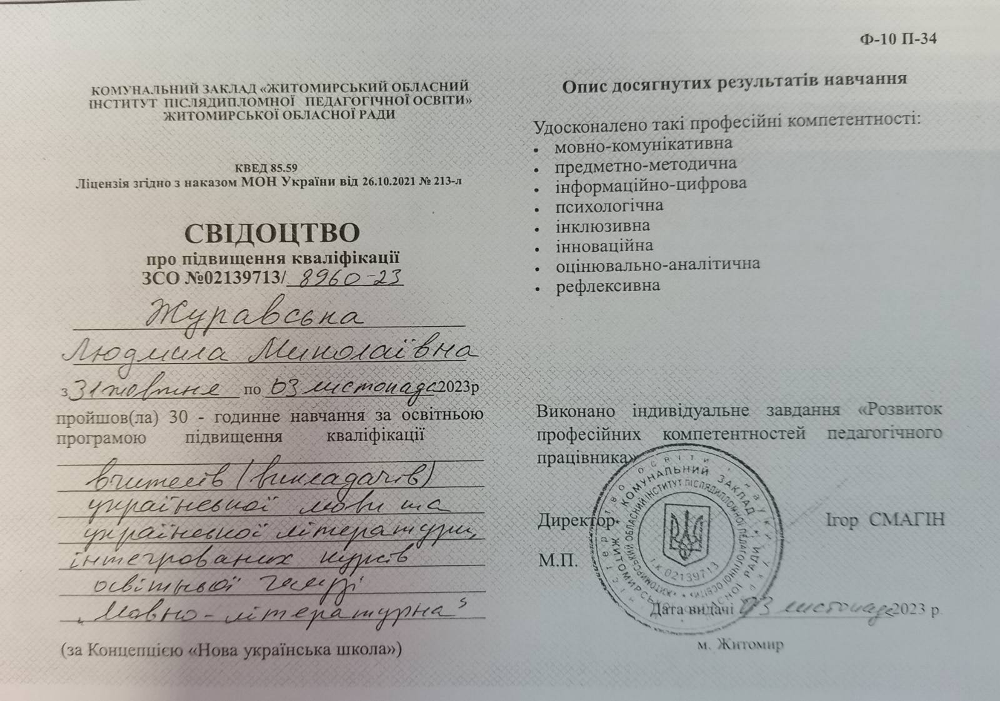 Ф-10 П-34
КОМУНАЛЬНИЙ ЗАКЛАД «ЖИТОМИРСЬКИЙ ОБЛАСНИЙ
ІНСТИТУТ ПІСЛЯДИПЛОМНОЇ ПЕДАГОГІЧНОЇ ОСВІТИ»
ЖИТОМИРСЬКОЇ ОБЛАСНОЇ РАДИ
КВЕД 85.59
Ліцензія згідно з наказом МОН України від 26.10.2021 № 213-л
СВІДОЦТВО
про підвищення кваліфікації
ЗСО №02139713/ 8960-23
Журавська
Людмила Миколаївна
з 31 жовтня по 03 листопада 2023р
пройшов(ла) 30 - годинне навчання за освітньою
програмою підвищення кваліфікації
вчителів (викладачів)
української мови та
української літератури,
інтегрованих курсів
освітньої галузі
„Мовно-літературна"
(за Концепцією «Нова українська школа»)
Опис досягнутих результатів навчання
Удосконалено такі професійні компетентності:
• мовно-комунікативна
• предметно-методична
• інформаційно-цифрова
• психологічна
• інклюзивна
• інноваційна
• оцінювально-аналітична
• рефлексивна
Виконано індивідуальне завдання «Розвиток
професійних компетентностей педагогічного
працівника»
Директор Ігор СМАГІН
М.П.
КОМУНАЛЬНИЙ ЗАКЛАД
ЖИТОМИРСЬКИЙ ОБЛАСНИЙ ІНСТИТУТ ПІСЛЯДИПЛОМНОЇ ПЕДАГОГІЧНОЇ ОСВІТИ
ЖИТОМИРСЬКОЇ ОБЛАСНОЇ РАДИ
І.К. 02139713
Дата видачі 03 листопада 2023 р.
м. Житомир